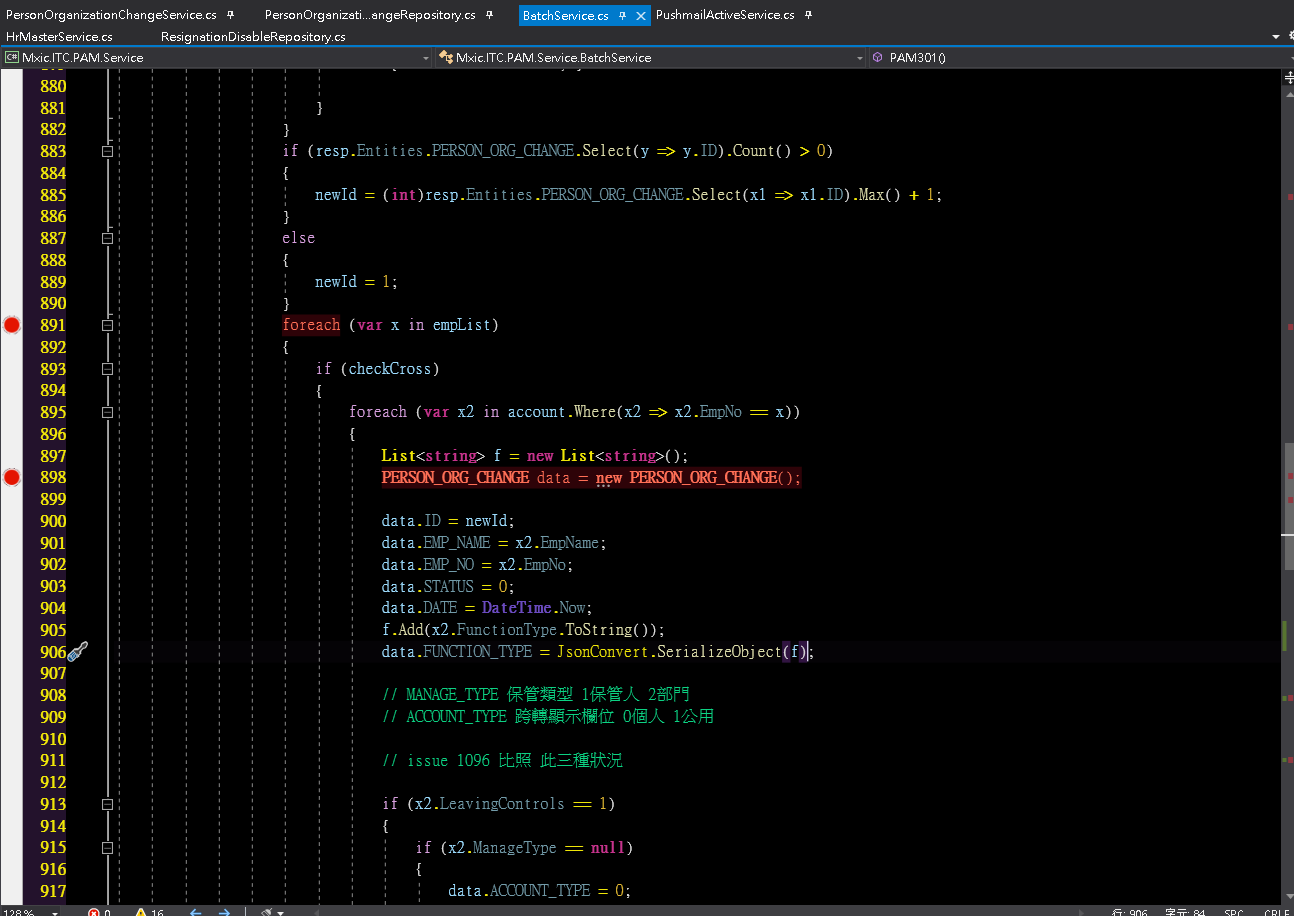 PersonOrganizationChangeService.cs
PersonOrganizati...angeRepository.cs
BatchService.cs
PushmailActiveService.cs
HrMasterService.cs
ResignationDisableRepository.cs
C# Mxic.ITC.PAM.Service
Mxic.ITC.PAM.Service.BatchService
PAM301()
880
881 }
882 }
883 if (resp.Entities.PERSON_ORG_CHANGE.Select(y => y.ID).Count() > 0)
884 {
885 newId = (int)resp.Entities.PERSON_ORG_CHANGE.Select(x1 => x1.ID).Max() + 1;
886 }
887 else
888 {
889 newId = 1;
890 }
891 foreach (var x in empList)
892 {
893 if (checkCross)
894 {
895 foreach (var x2 in account.Where(x2 => x2.EmpNo == x))
896 {
897 List<string> f = new List<string>();
898 PERSON_ORG_CHANGE data = new PERSON_ORG_CHANGE();
899
900 data.ID = newId;
901 data.EMP_NAME = x2.EmpName;
902 data.EMP_NO = x2.EmpNo;
903 data.STATUS = 0;
904 data.DATE = DateTime.Now;
905 f.Add(x2.FunctionType.ToString());
906 data.FUNCTION_TYPE = JsonConvert.SerializeObject(f);
907
908 // MANAGE_TYPE 保管類型 1保管人 2部門
909 // ACCOUNT_TYPE 跨轉顯示欄位 0個人 1公用
910
911 // issue 1096 比照 此三種狀況
912
913 if (x2.LeavingControls == 1)
914 {
915 if (x2.ManageType == null)
916 {
917 data.ACCOUNT_TYPE = 0;
128 % 0 16 行: 906 字元: 84 SPC CRLF